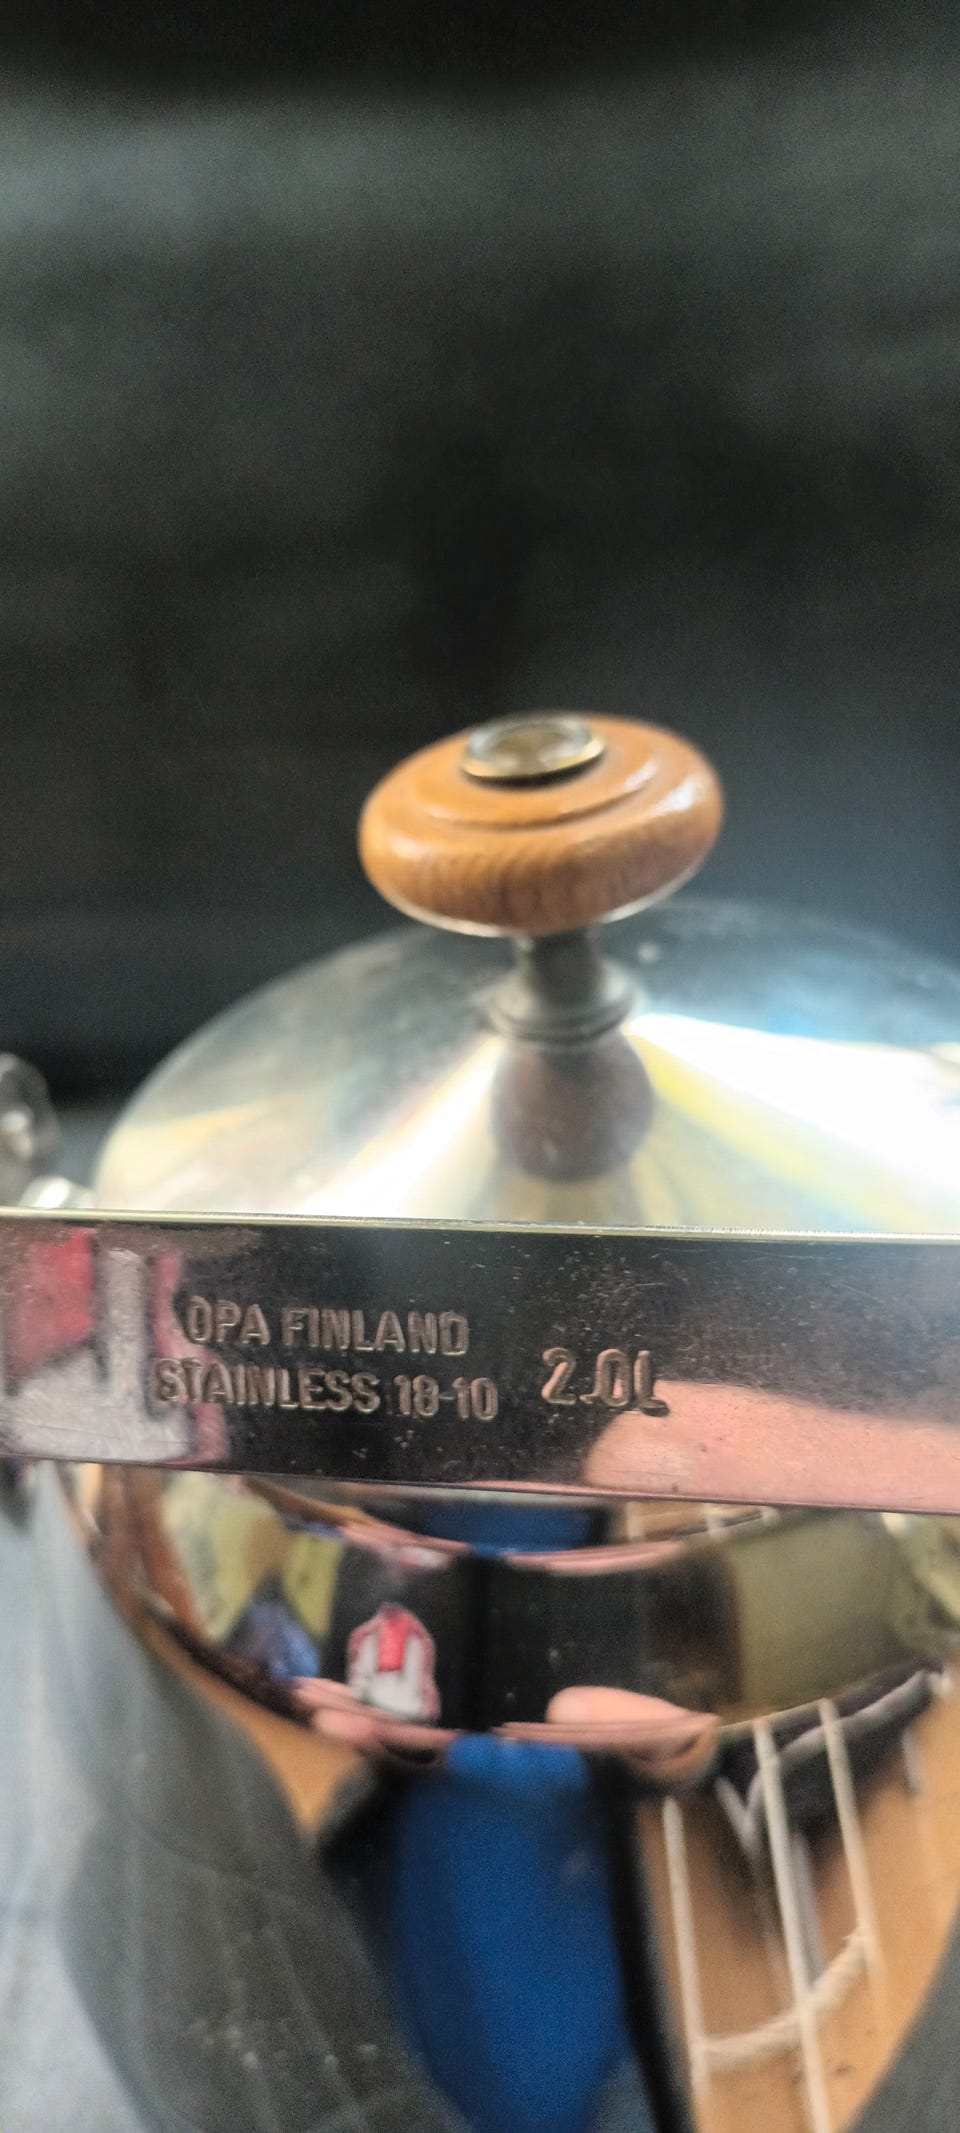 OPA FINLAND
STAINLESS 18-10
2.0L